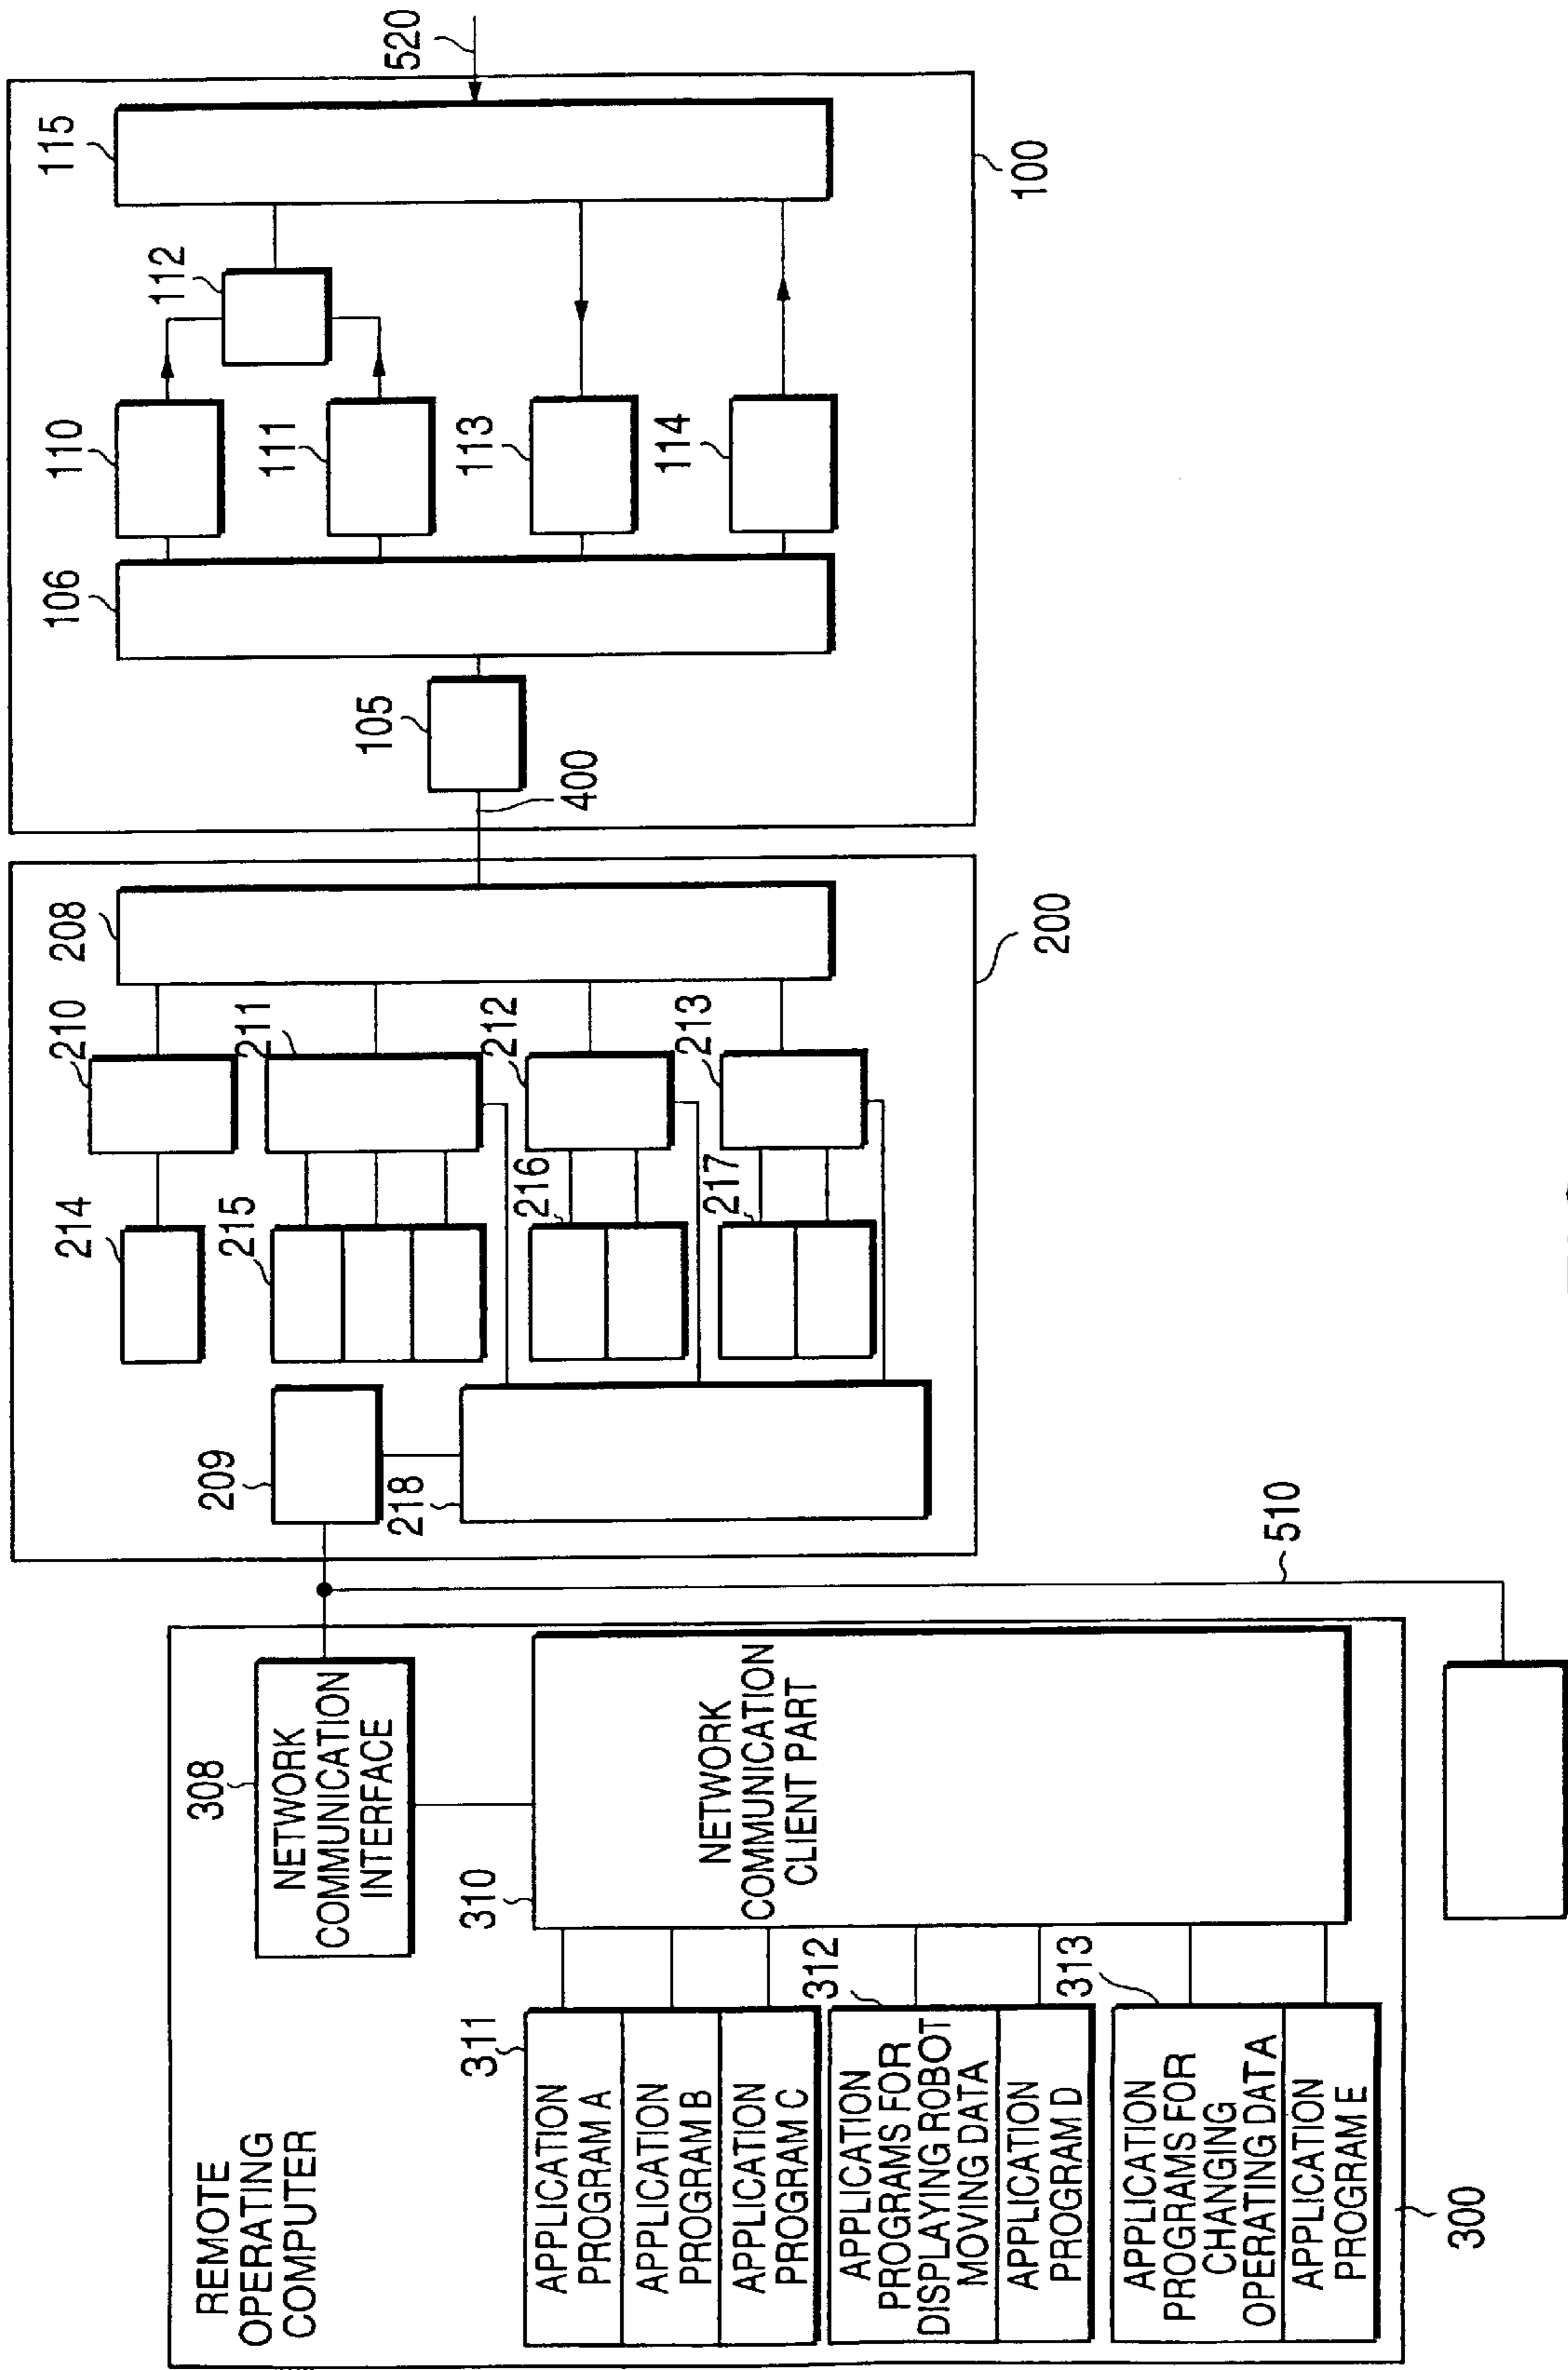 REMOTE
OPERATING
COMPUTER
308
NETWORK
COMMUNICATION
INTERFACE
310
NETWORK
COMMUNICATION
CLIENT PART
311
APPLICATION
PROGRAM A
APPLICATION
PROGRAM B
APPLICATION
PROGRAM C
312
APPLICATION
PROGRAMS FOR
DISPLAYING ROBOT
MOVING DATA
APPLICATION
PROGRAM D
313
APPLICATION
PROGRAMS FOR
CHANGING
OPERATING DATA
APPLICATION
PROGRAM E
300
510
209
218
214
215
216
217
210
211
212
213
208
200
400
105
106
110
111
113
114
112
115
520
100